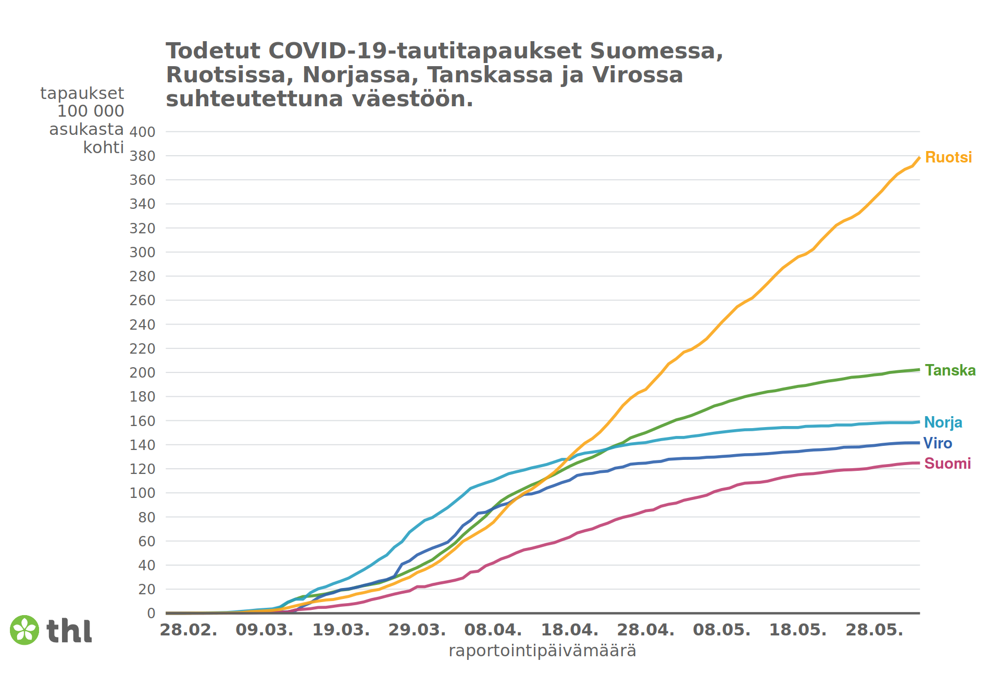 Todetut COVID-19-tautitapaukset Suomessa,
Ruotsissa, Norjassa, Tanskassa ja Virossa
suhteutettuna väestöön.
tapaukset
100 000
asukasta
kohti
400
380
360
340
320
300
280
260
240
220
200
180
160
140
120
100
80
60
40
20
0
Ruotsi
Tanska
Norja
Viro
Suomi
28.02. 09.03. 19.03. 29.03. 08.04. 18.04. 28.04. 08.05. 18.05. 28.05.
raportointipäivämäärä
thl